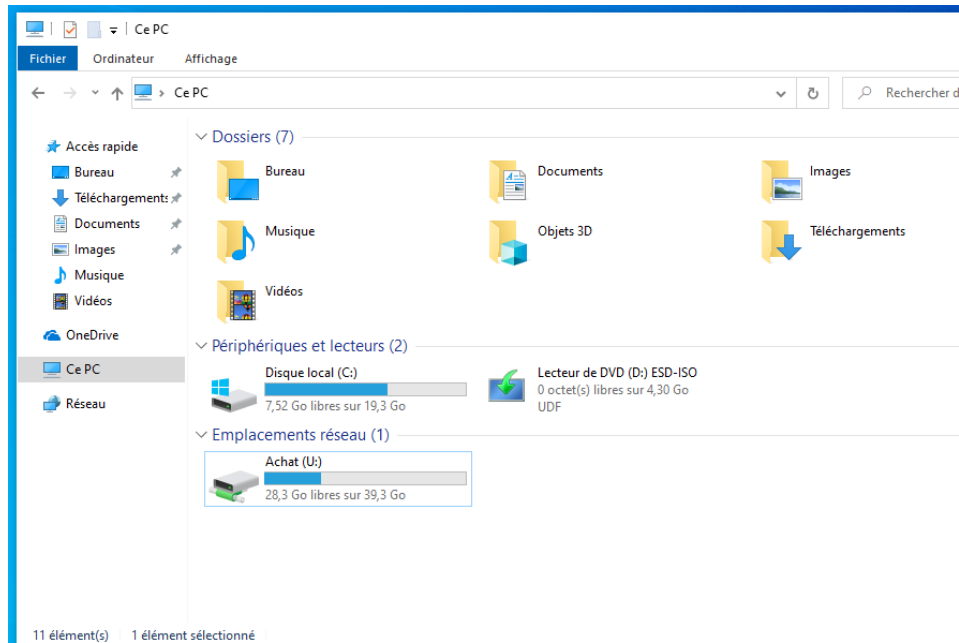 Ce PC
Fichier Ordinateur Affichage
Ce PC Rechercher d
Accès rapide
Bureau
Téléchargements
Documents
Images
Musique
Vidéos
OneDrive
Ce PC
Réseau
Dossiers (7)
Bureau Documents Images
Musique Objets 3D Téléchargements
Vidéos
Périphériques et lecteurs (2)
Disque local (C:)
7,52 Go libres sur 19,3 Go
Lecteur de DVD (D:) ESD-ISO
0 octet(s) libres sur 4,30 Go
UDF
Emplacements réseau (1)
Achat (U:)
28,3 Go libres sur 39,3 Go
11 élément(s) 1 élément sélectionné